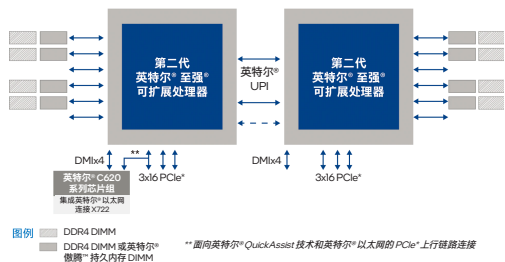 第二代
英特尔® 至强®
可扩展处理器
英特尔®
UPI
第二代
英特尔® 至强®
可扩展处理器
DMIx4
**
3x16 PCIe*
DMIx4
3x16 PCIe*
英特尔® C620
系列芯片组
集成英特尔® 以太网
连接 X722
图例
DDR4 DIMM
DDR4 DIMM 或英特尔®
傲腾™ 持久内存 DIMM
** 面向英特尔® QuickAssist 技术和英特尔® 以太网的 PCIe* 上行链路连接